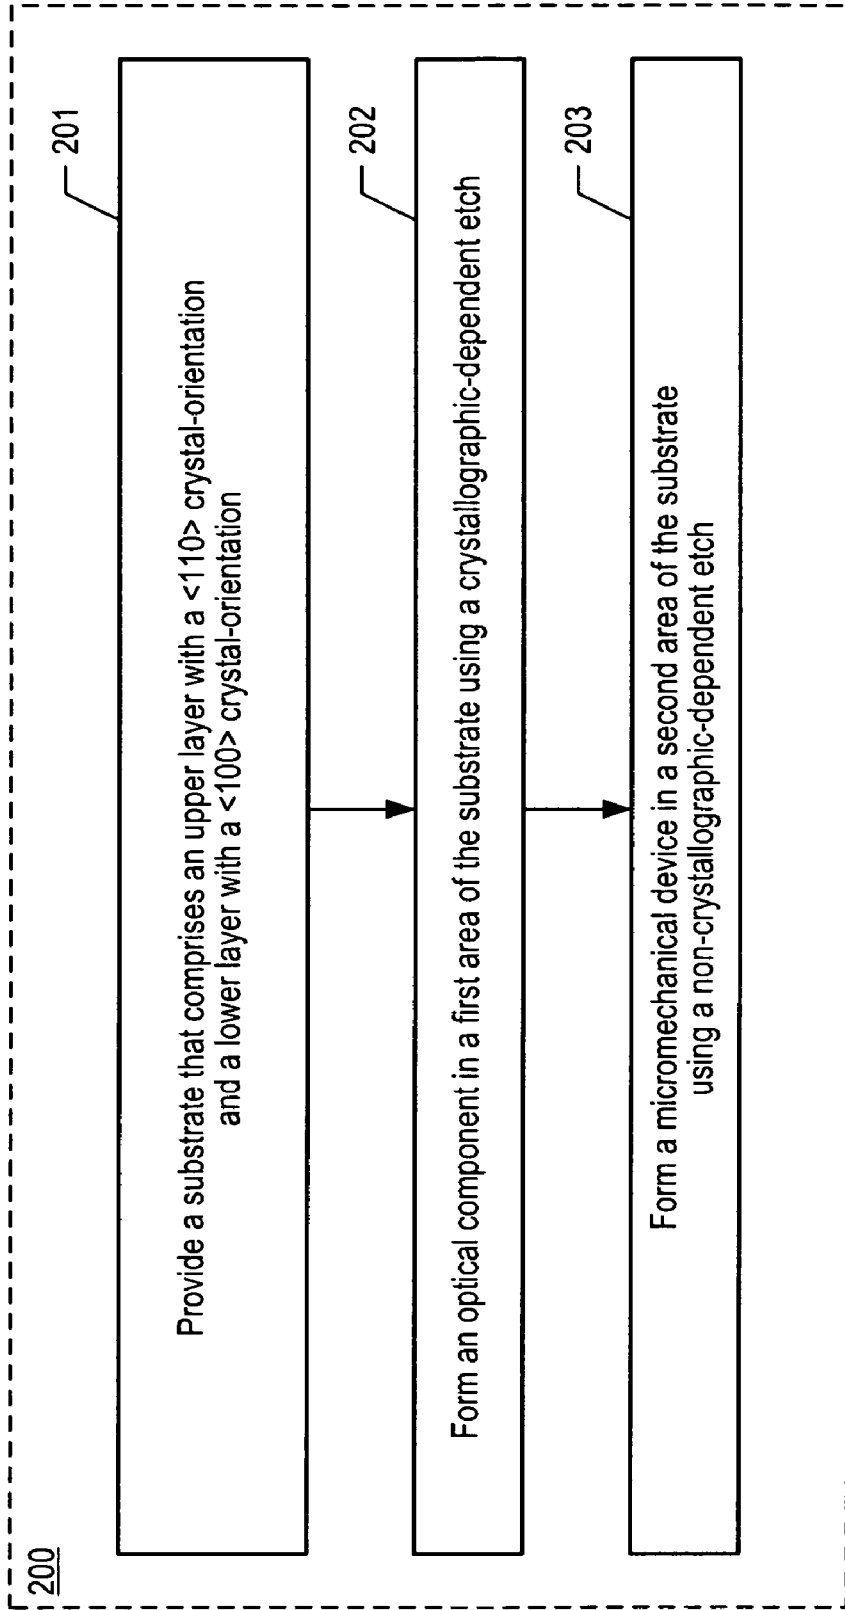 200
201
Provide a substrate that comprises an upper layer with a <110> crystal-orientation
and a lower layer with a <100> crystal-orientation
202
Form an optical component in a first area of the substrate using a crystallographic-dependent etch
203
Form a micromechanical device in a second area of the substrate
using a non-crystallographic-dependent etch